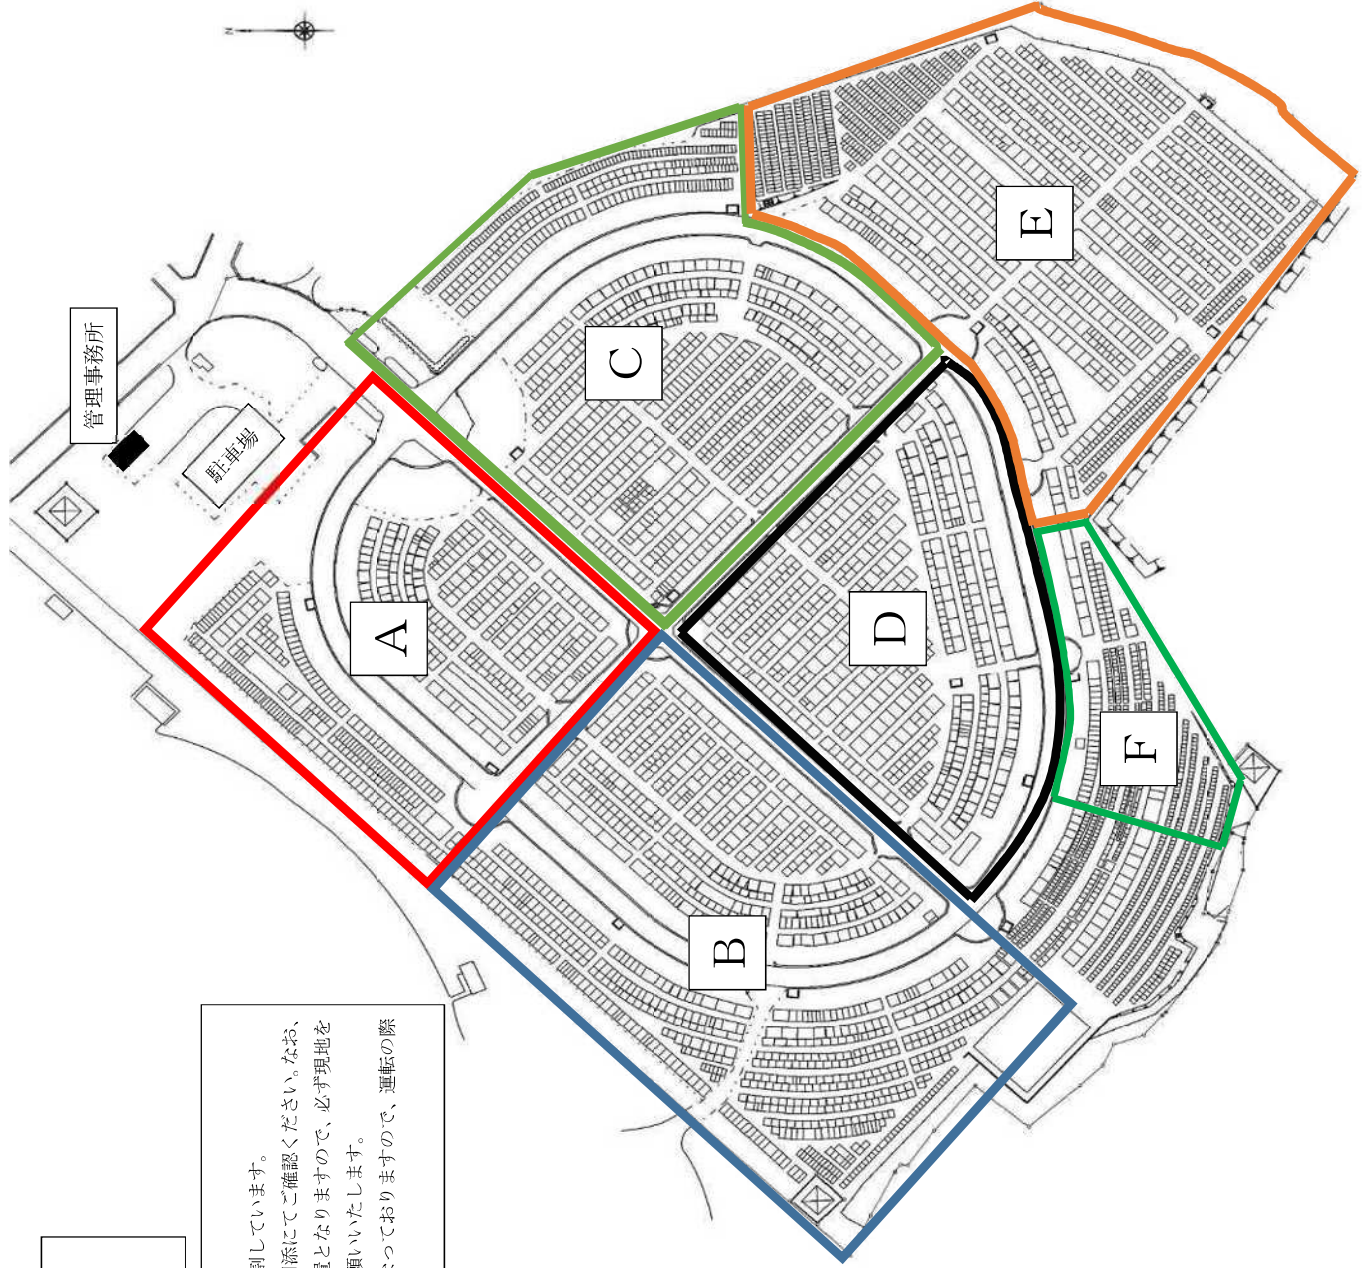 N
管理事務所
駐車場
A
B
C
D
E
F
割しています。
添にてご確認ください。なお、
となりますので、必ず現地を
願いいたします。
なっておりますので、運転の際